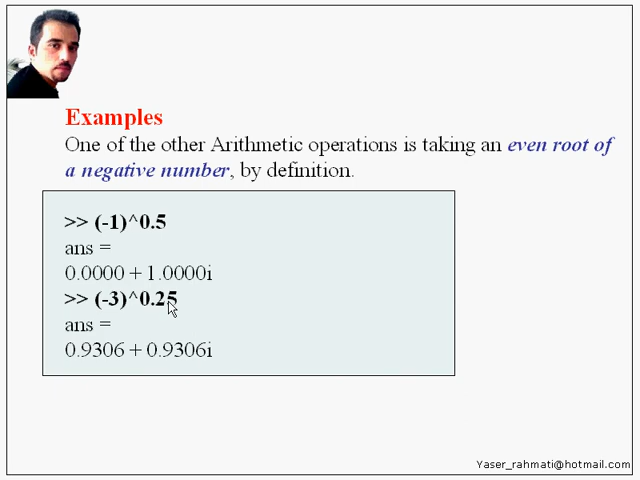 Examples
One of the other Arithmetic operations is taking an even root of
a negative number, by definition.
>> (-1)^0.5
ans =
0.0000 + 1.0000i
>> (-3)^0.25
ans =
0.9306 + 0.9306i
Yaser_rahmati@hotmail.com